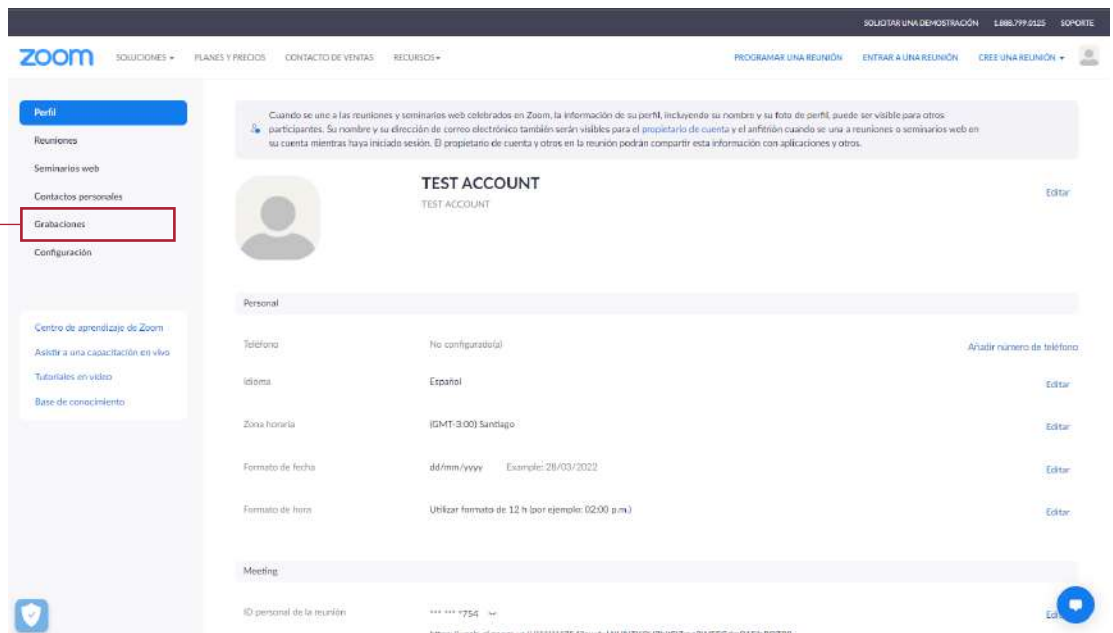 SOLICITAR UNA DEMOSTRACIÓN 1.888.799.0125 SOPORTE
zoom SOLUCIONES PLANES Y PRECIOS CONTACTO DE VENTAS RECURSOS PROGRAMAR UNA REUNIÓN ENTRAR A UNA REUNIÓN CREE UNA REUNIÓN
Perfil
Reuniones
Seminarios web
Contactos personales
Grabaciones
Configuración
Centro de aprendizaje de Zoom
Asistir a una capacitación en vivo
Tutoriales en video
Base de conocimiento
Cuando se une a las reuniones y seminarios web celebrados en Zoom, la información de su perfil, incluyendo su nombre y su foto de perfil, puede ser visible para otros
participantes. Su nombre y su dirección de correo electrónico también serán visibles para el propietario de cuenta y el anfitrión cuando se una a reuniones o seminarios web en
su cuenta mientras haya iniciado sesión. El propietario de cuenta y otros en la reunión podrán compartir esta información con aplicaciones y otros.
TEST ACCOUNT Editar
TEST ACCOUNT
Personal
Teléfono No configurado(a) Añadir número de teléfono
Idioma Español Editar
Zona horaria (GMT-3:00) Santiago Editar
Formato de fecha dd/mm/yyyy Example: 28/03/2022 Editar
Formato de hora Utilizar formato de 12 h (por ejemplo: 02:00 p.m.) Editar
Meeting
ID personal de la reunión *** *** *754